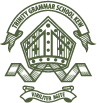 TRINITY GRAMMAR SCHOOL KEW
VIRILITER AGITE